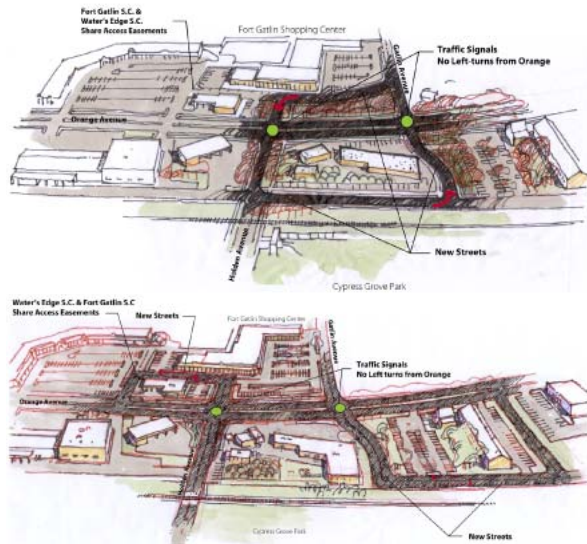 Fort Gatlin S.C. &
Water's Edge S.C.
Share Access Easements
Fort Gatlin Shopping Center
Gatlin Avenue
Traffic Signals
No Left-turns from Orange
Orange Avenue
New Streets
Holden Avenue
Cypress Grove Park
Water's Edge S.C. & Fort Gatlin S.C
Share Access Easements
New Streets
Fort Gatlin Shopping Center
Gatlin Avenue
Traffic Signals
No Left turns from Orange
Orange Avenue
Cypress Grove Park
New Streets